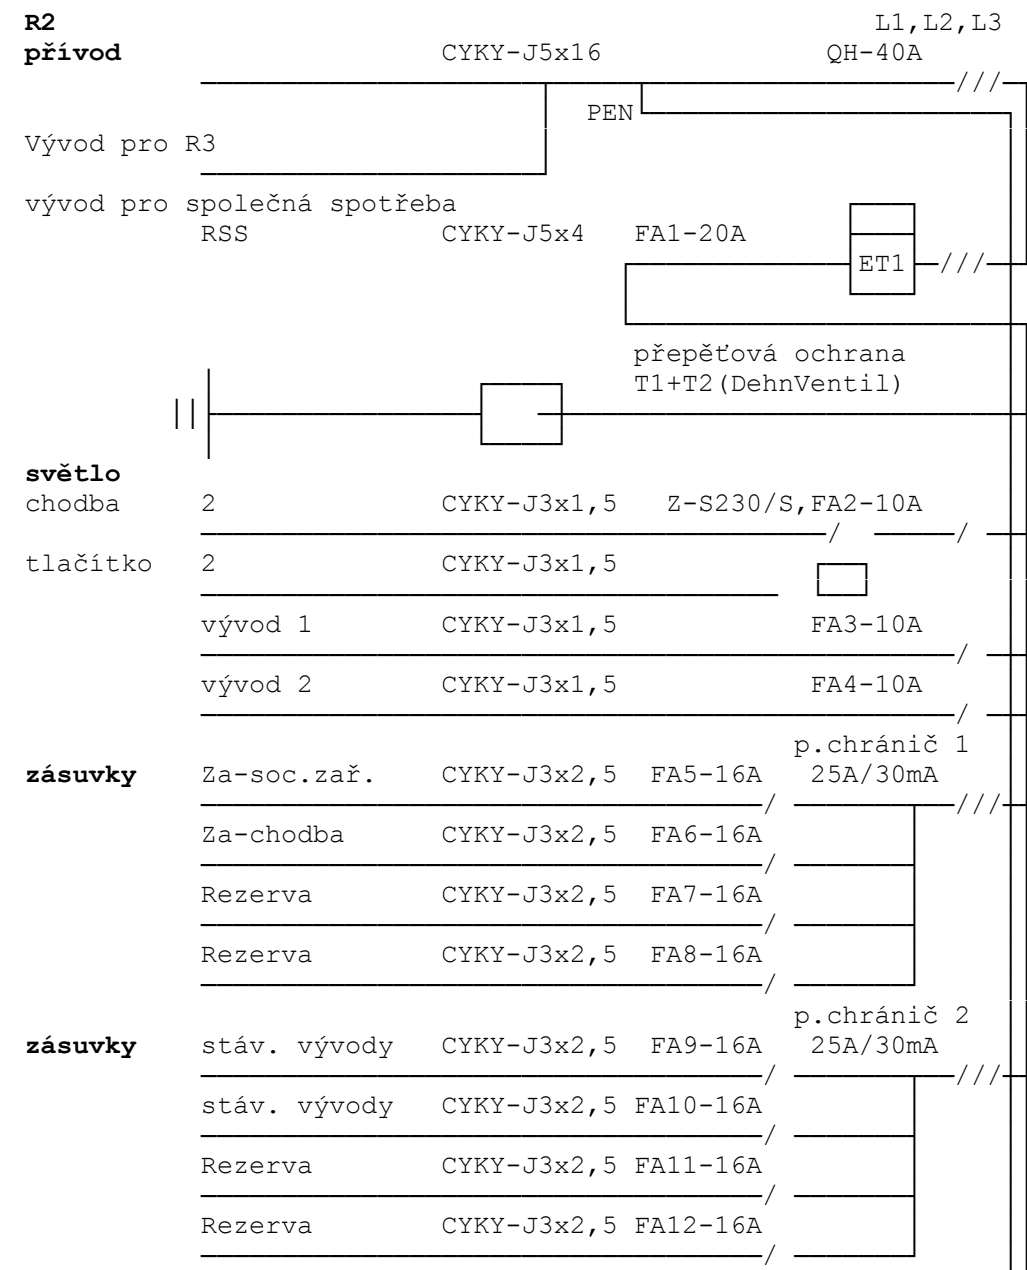 R2 L1,L2,L3
přívod CYKY-J5x16 QH-40A
///
PEN
Vývod pro R3
vývod pro společná spotřeba
RSS CYKY-J5x4 FA1-20A
ET1 ///
přepěťová ochrana
T1+T2(DehnVentil)
||
světlo
chodba 2 CYKY-J3x1,5 Z-S230/S,FA2-10A
/ /
tlačítko 2 CYKY-J3x1,5
vývod 1 CYKY-J3x1,5 FA3-10A
/
vývod 2 CYKY-J3x1,5 FA4-10A
/
p.chránič 1
zásuvky Za-soc.zař. CYKY-J3x2,5 FA5-16A 25A/30mA
/ ///
Za-chodba CYKY-J3x2,5 FA6-16A
/
Rezerva CYKY-J3x2,5 FA7-16A
/
Rezerva CYKY-J3x2,5 FA8-16A
/
p.chránič 2
zásuvky stáv. vývody CYKY-J3x2,5 FA9-16A 25A/30mA
/ ///
stáv. vývody CYKY-J3x2,5 FA10-16A
/
Rezerva CYKY-J3x2,5 FA11-16A
/
Rezerva CYKY-J3x2,5 FA12-16A
/